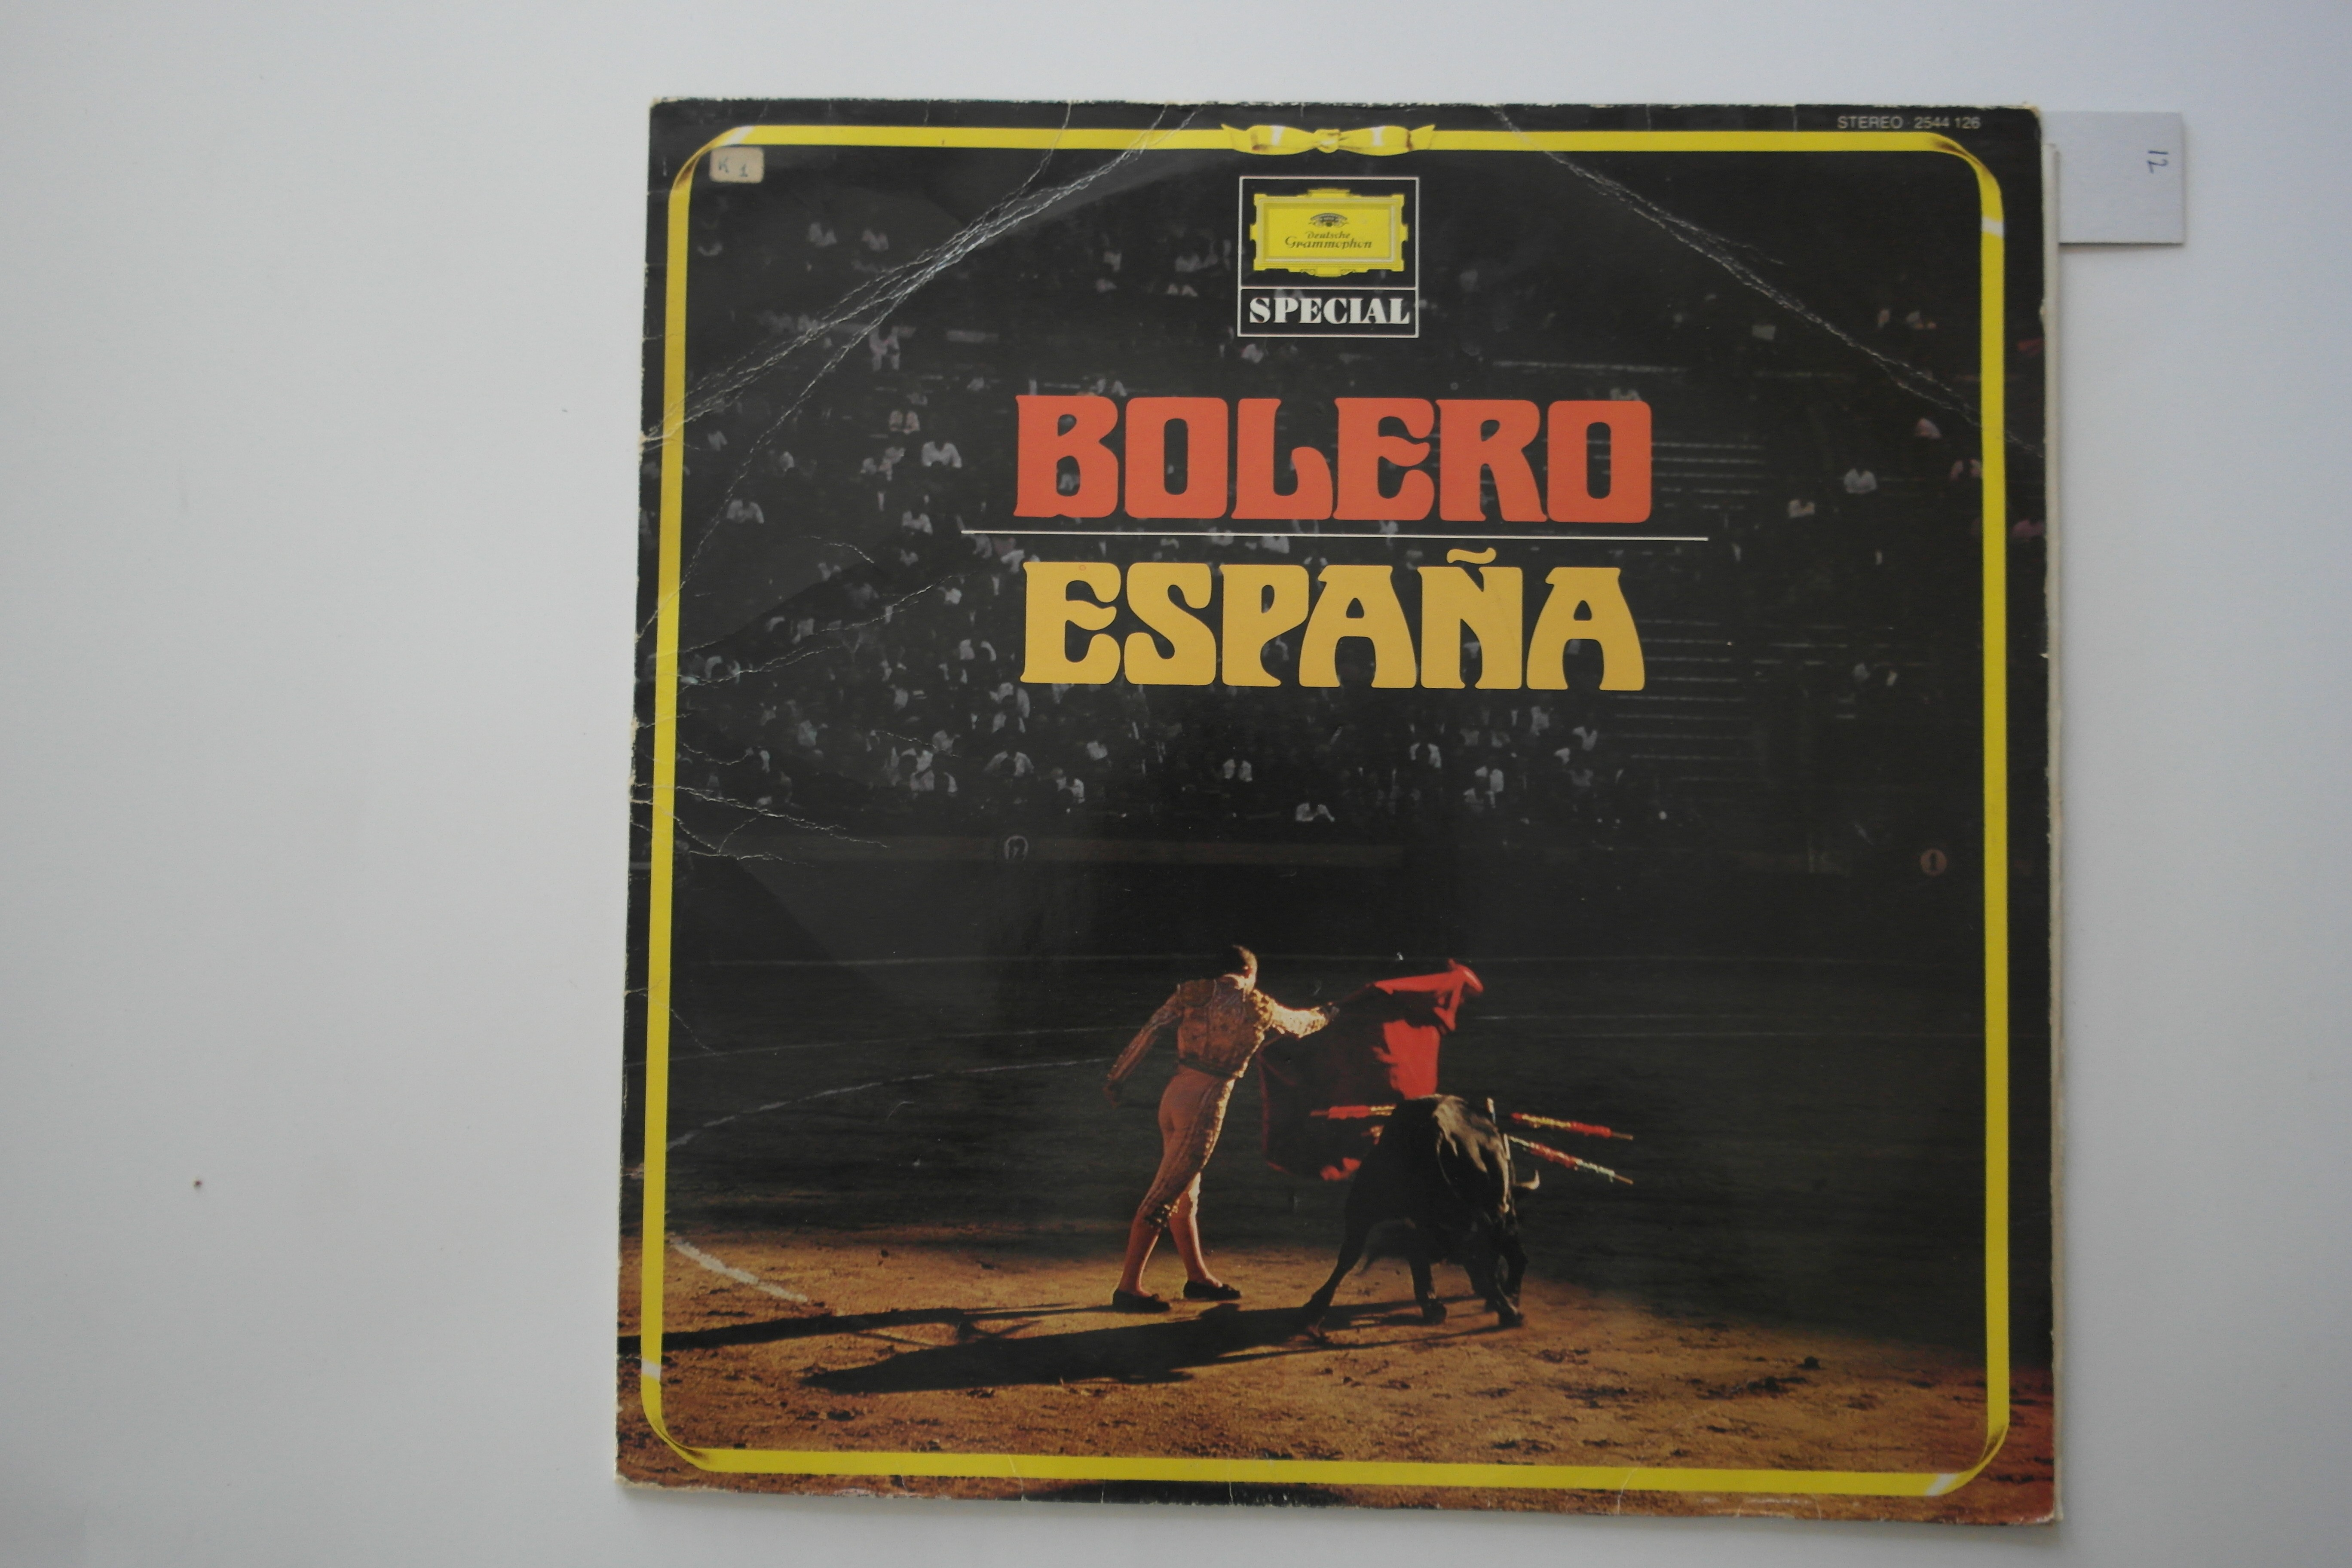 STEREO 2544 126
K 1
12
Deutsche
Grammophon
SPECIAL
BOLERO
ESPAÑA